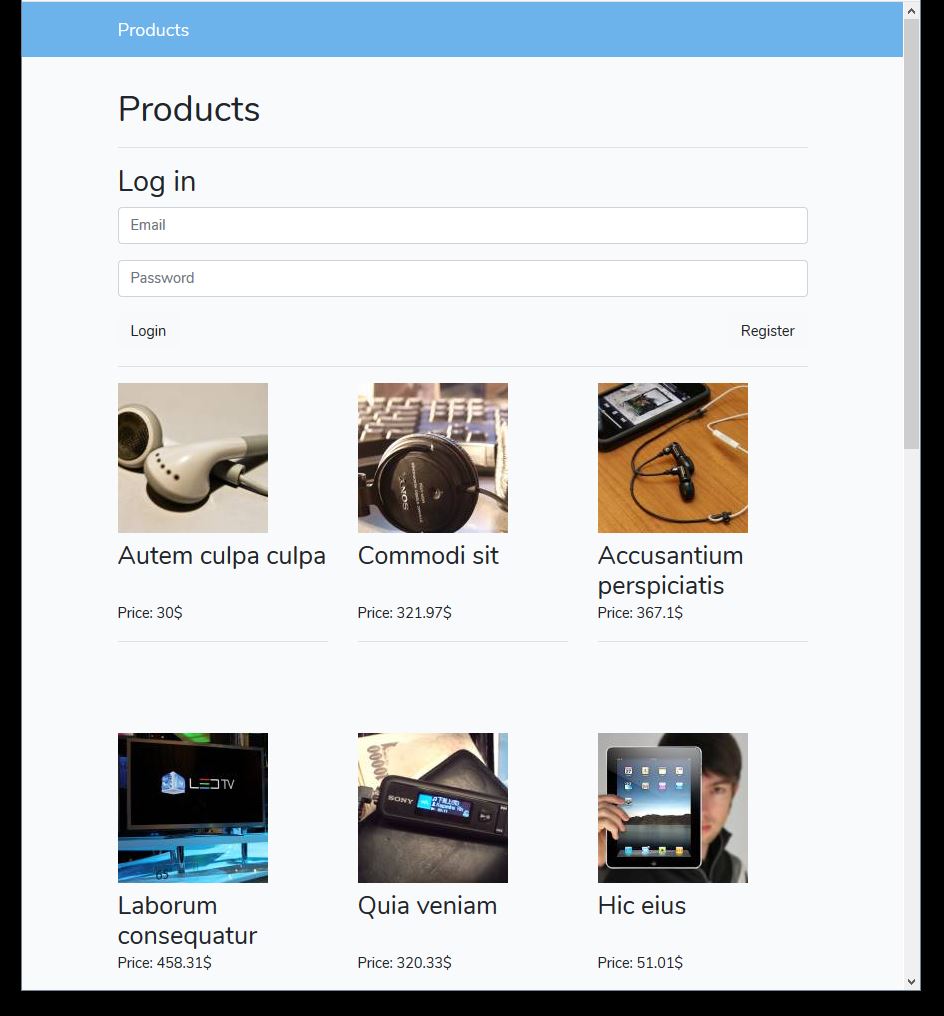 Products
Products
Log in
Email
Password
Login
Register
SONY
Autem culpa culpa
Commodi sit
Accusantium
perspiciatis
Price: 30$
Price: 321.97$
Price: 367.1$
LED TV
SONY
Laborum
consequatur
Quia veniam
Hic eius
Price: 458.31$
Price: 320.33$
Price: 51.01$